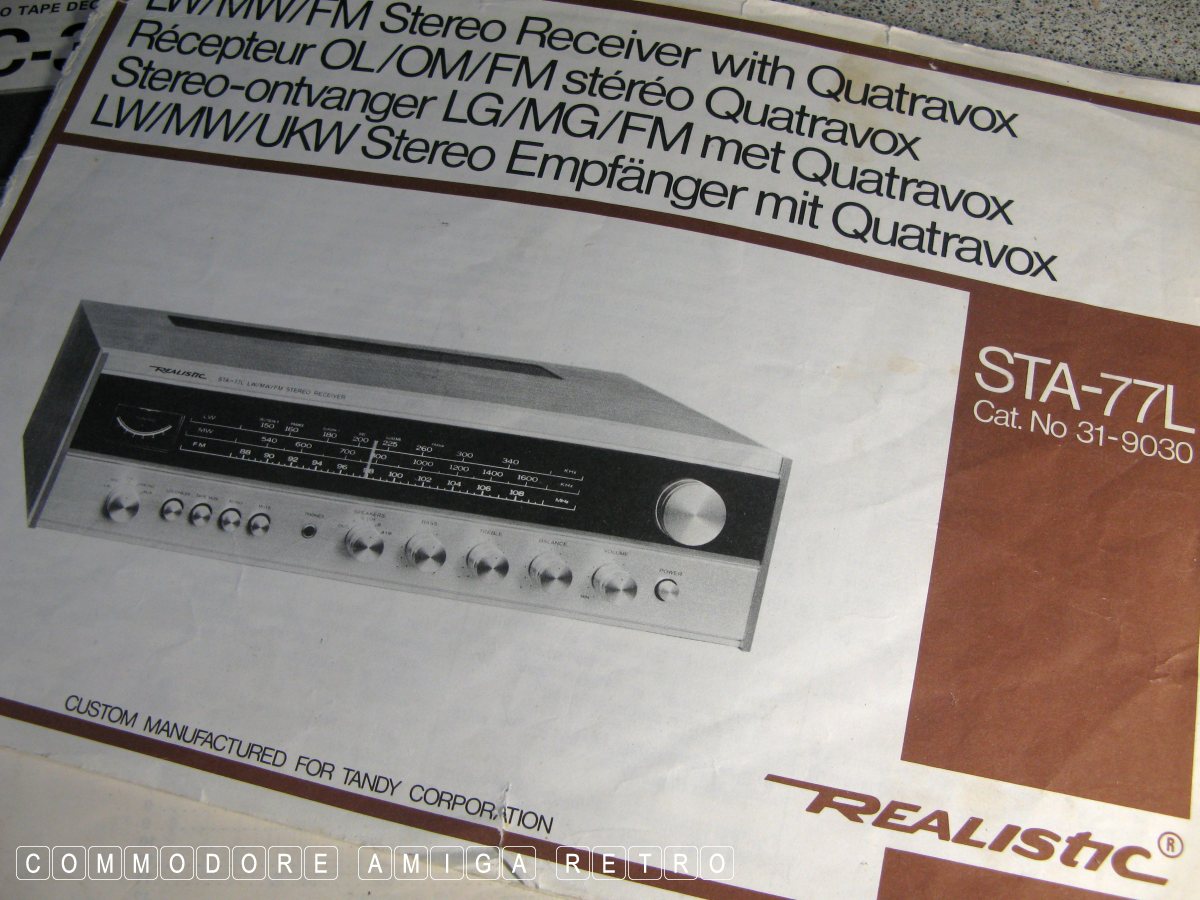 O TAPE DEC
C-3
LW/MW/FM Stereo Receiver with Quatravox
Récepteur OL/OM/FM stéréo Quatravox
Stereo-ontvanger LG/MG/FM met Quatravox
LW/MW/UKW Stereo Empfänger mit Quatravox
STA-77L
Cat. No 31-9030
REALISTIC STA-77L LW/MW/FM STEREO RECEIVER
LW 150 160 180 200 225 260 300 340 KHz
MW 540 600 700 1000 1200 1400 1600 KHz
FM 88 90 92 94 96 98 100 102 104 106 108 MHz
PHONES SPEAKERS BASS TREBLE BALANCE VOLUME POWER
MIN
CUSTOM MANUFACTURED FOR TANDY CORPORATION
REALISTIC®
COMMODORE AMIGA RETRO